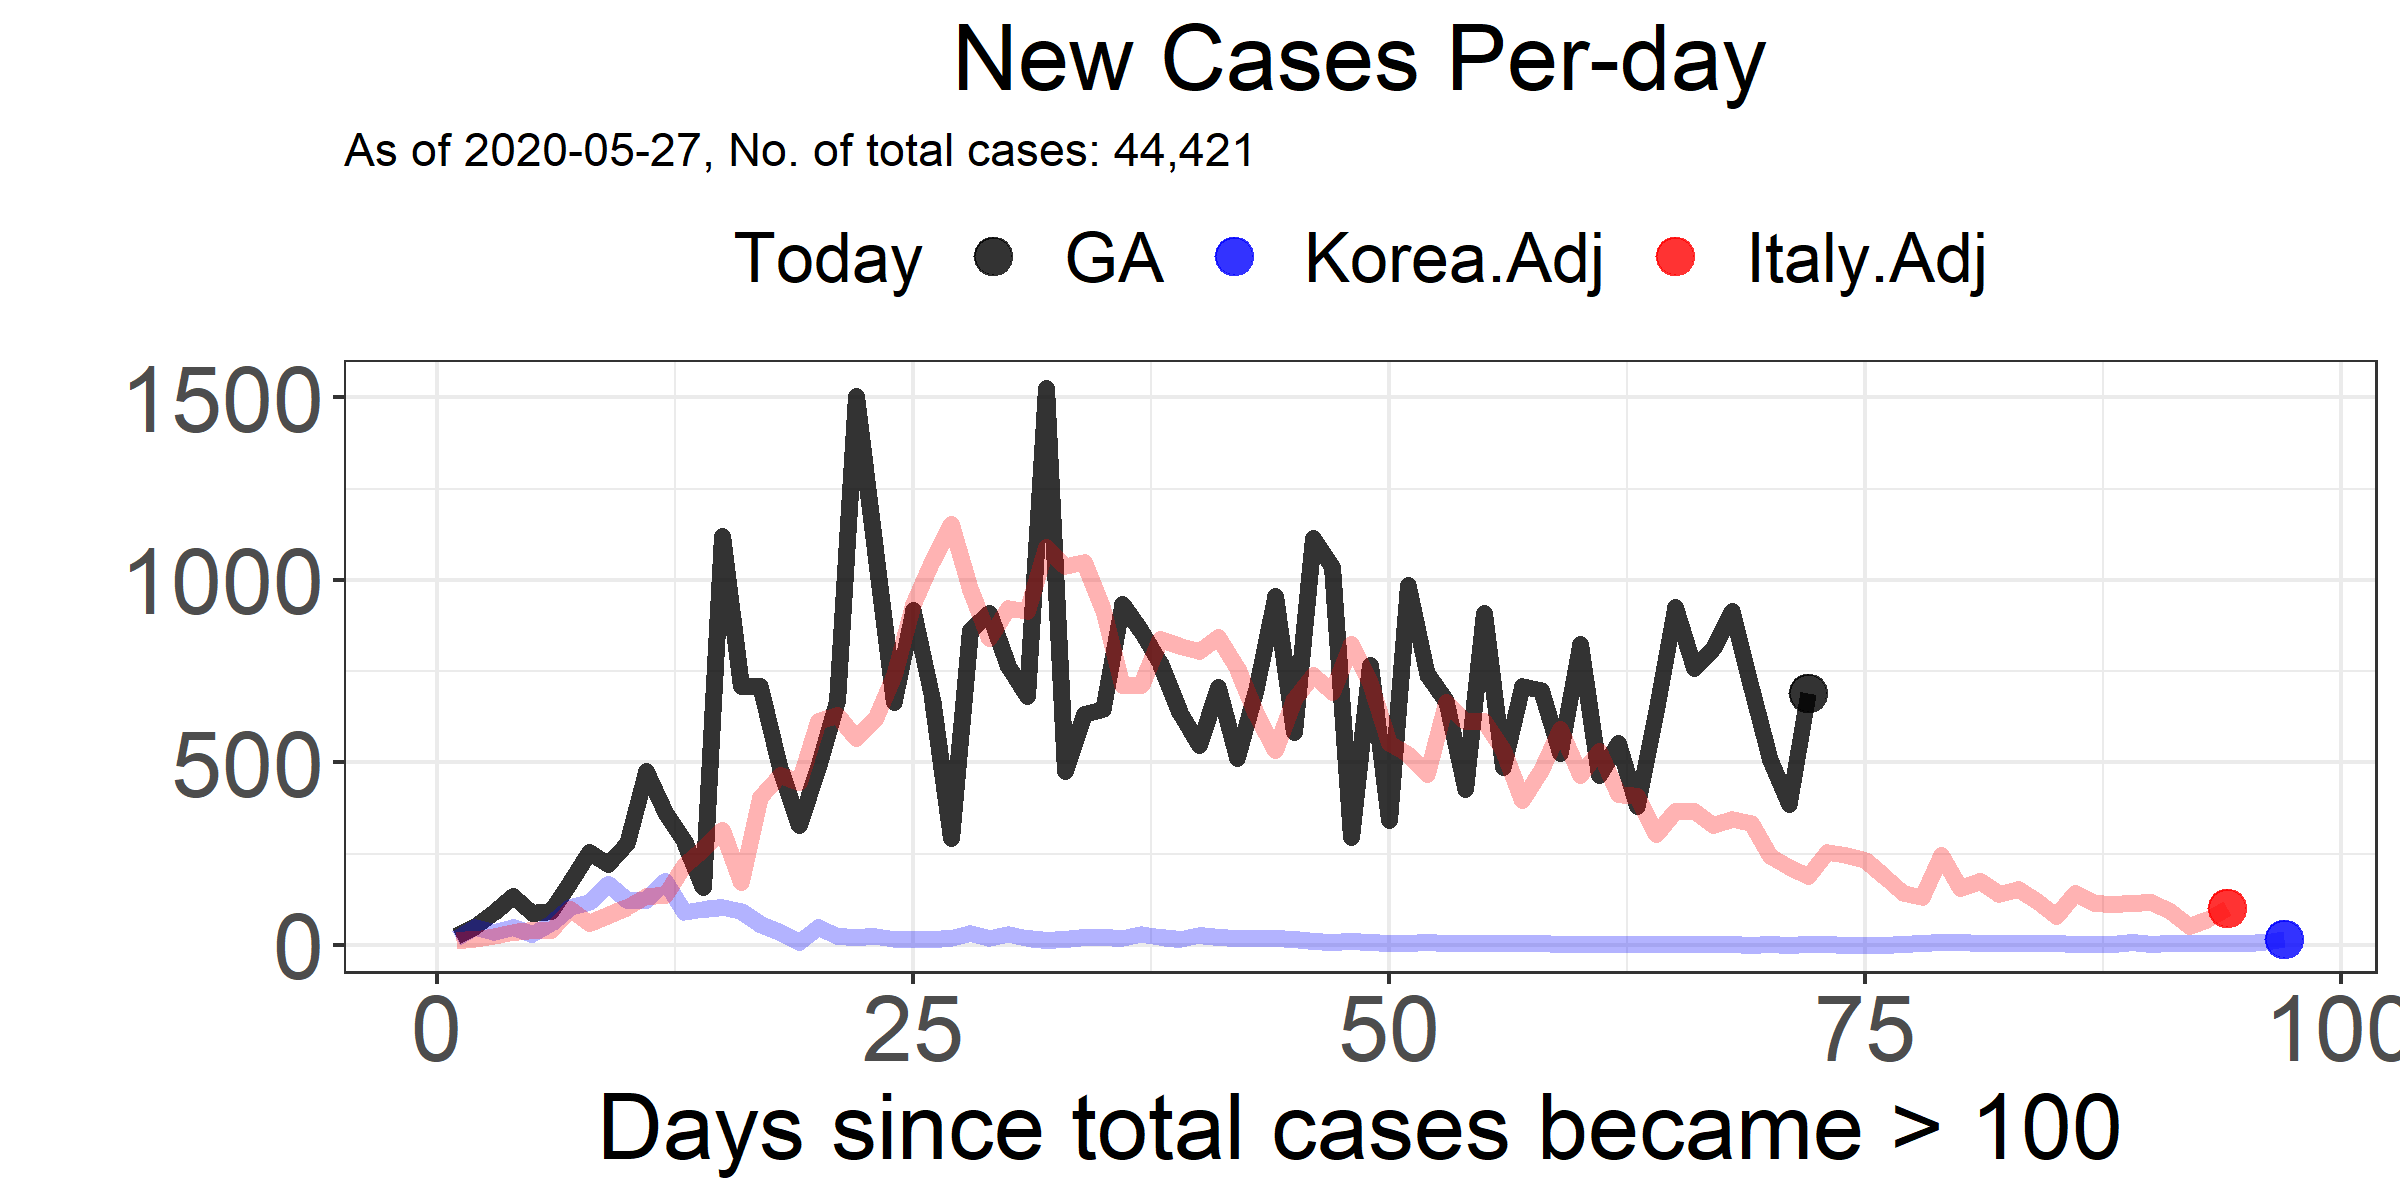 New Cases Per-day
As of 2020-05-27, No. of total cases: 44,421
Today GA Korea.Adj Italy.Adj
1500
1000
500
0
0 25 50 75 100
Days since total cases became > 100